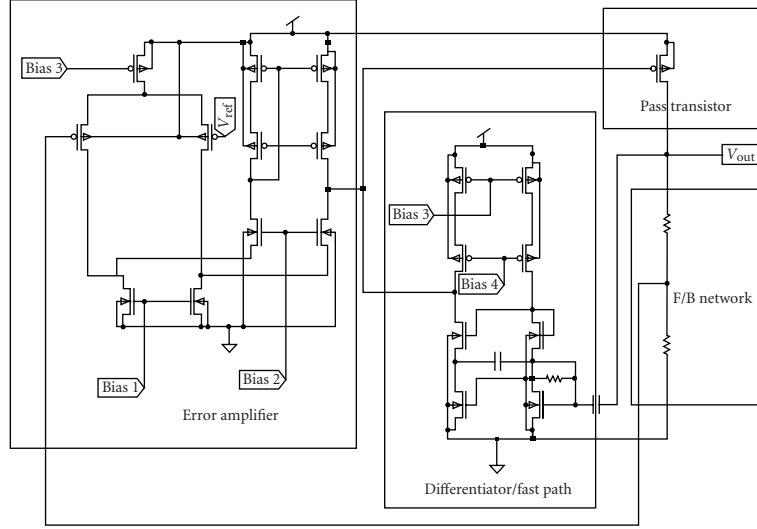 Bias 3
V_ref
Pass transistor
V_out
Bias 3
Bias 4
F/B network
Bias 1
Bias 2
Error amplifier
Differentiator/fast path